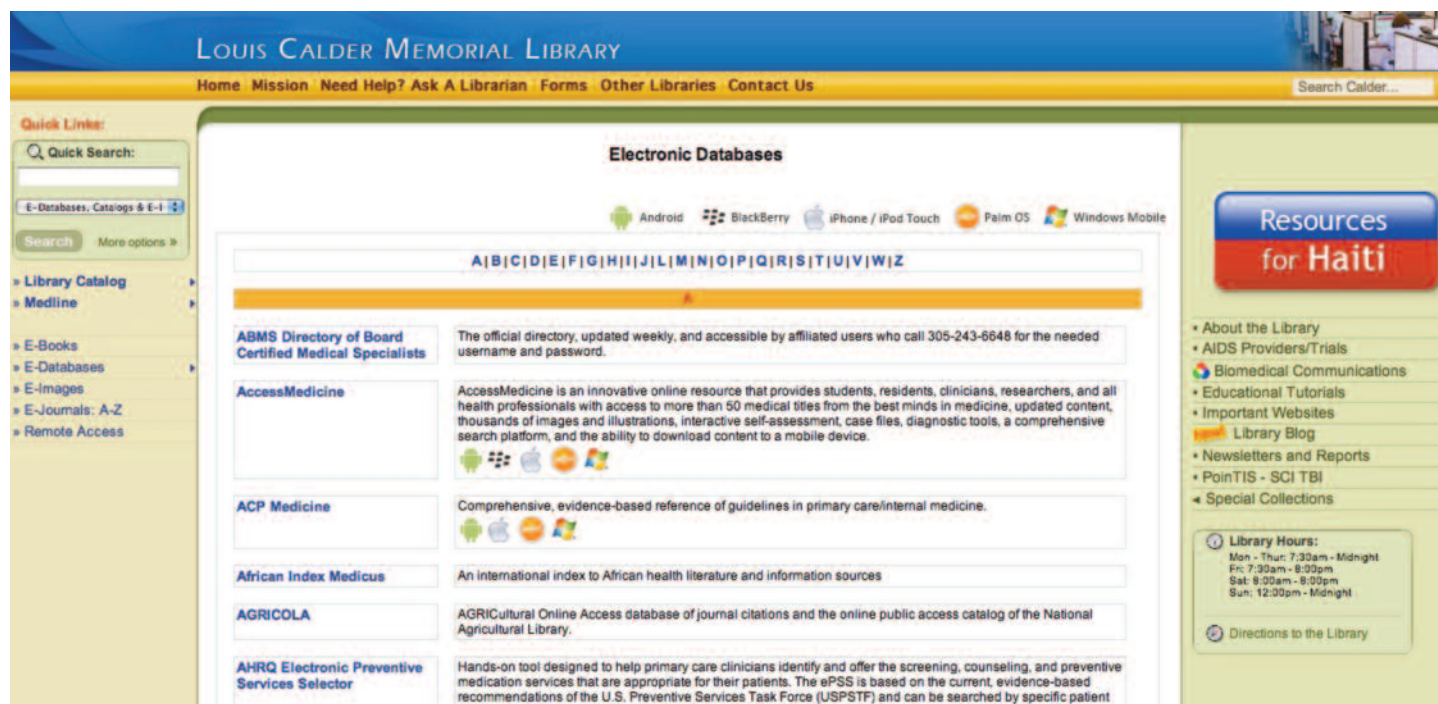 LOUIS CALDER MEMORIAL LIBRARY
Home Mission Need Help? Ask A Librarian Forms Other Libraries Contact Us
Search Calder...
Quick Links:
Quick Search:
E-Databases, Catalogs & E-
Search More options »
» Library Catalog
» Medline
» E-Books
» E-Databases
» E-Images
» E-Journals: A-Z
» Remote Access
Electronic Databases
Android BlackBerry iPhone / iPod Touch Palm OS Windows Mobile
A|B|C|D|E|F|G|H|I|J|L|M|N|O|P|Q|R|S|T|U|V|W|Z
A
ABMS Directory of Board
Certified Medical Specialists
The official directory, updated weekly, and accessible by affiliated users who call 305-243-6648 for the needed
username and password.
AccessMedicine
AccessMedicine is an innovative online resource that provides students, residents, clinicians, researchers, and all
health professionals with access to more than 50 medical titles from the best minds in medicine, updated content,
thousands of images and illustrations, interactive self-assessment, case files, diagnostic tools, a comprehensive
search platform, and the ability to download content to a mobile device.
ACP Medicine
Comprehensive, evidence-based reference of guidelines in primary care/internal medicine.
African Index Medicus
An international index to African health literature and information sources
AGRICOLA
AGRICultural Online Access database of journal citations and the online public access catalog of the National
Agricultural Library.
AHRQ Electronic Preventive
Services Selector
Hands-on tool designed to help primary care clinicians identify and offer the screening, counseling, and preventive
medication services that are appropriate for their patients. The ePSS is based on the current, evidence-based
recommendations of the U.S. Preventive Services Task Force (USPSTF) and can be searched by specific patient
Resources
for Haiti
• About the Library
• AIDS Providers/Trials
Biomedical Communications
• Educational Tutorials
• Important Websites
Library Blog
• Newsletters and Reports
• PoinTIS - SCI TBI
◂ Special Collections
Library Hours:
Mon - Thur: 7:30am - Midnight
Fri: 7:30am - 8:00pm
Sat: 8:00am - 8:00pm
Sun: 12:00pm - Midnight
Directions to the Library